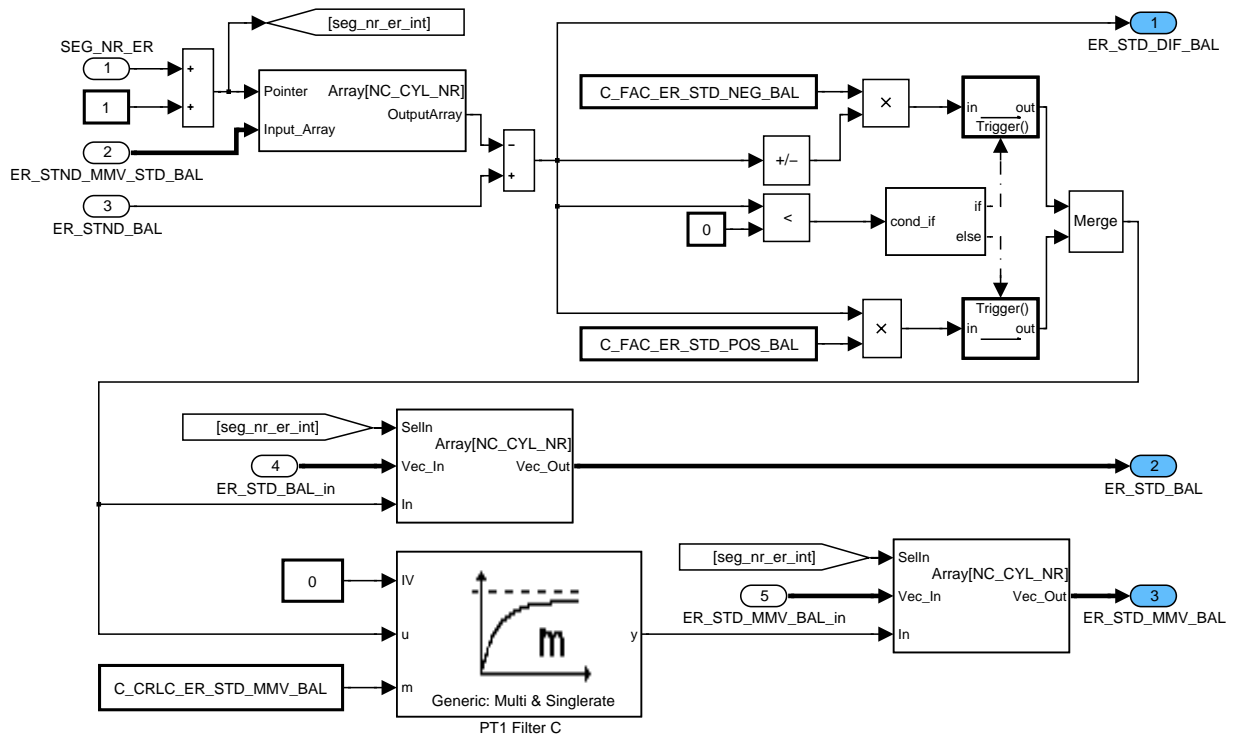 [seg_nr_er_int]
1
ER_STD_DIF_BAL
SEG_NR_ER
1
+
+
1
Pointer
Array[NC_CYL_NR]
OutputArray
Input_Array
2
ER_STND_MMV_STD_BAL
3
ER_STND_BAL
−
+
C_FAC_ER_STD_NEG_BAL
×
in
out
Trigger()
+/−
0
<
cond_if
if
else
Merge
Trigger()
in
out
×
C_FAC_ER_STD_POS_BAL
[seg_nr_er_int]
SelIn
Array[NC_CYL_NR]
4
Vec_In
Vec_Out
ER_STD_BAL_in
In
2
ER_STD_BAL
0
IV
u
m
y
m
C_CRLC_ER_STD_MMV_BAL
Generic: Multi & Singlerate
PT1 Filter C
[seg_nr_er_int]
SelIn
Array[NC_CYL_NR]
5
Vec_In
Vec_Out
ER_STD_MMV_BAL_in
In
3
ER_STD_MMV_BAL